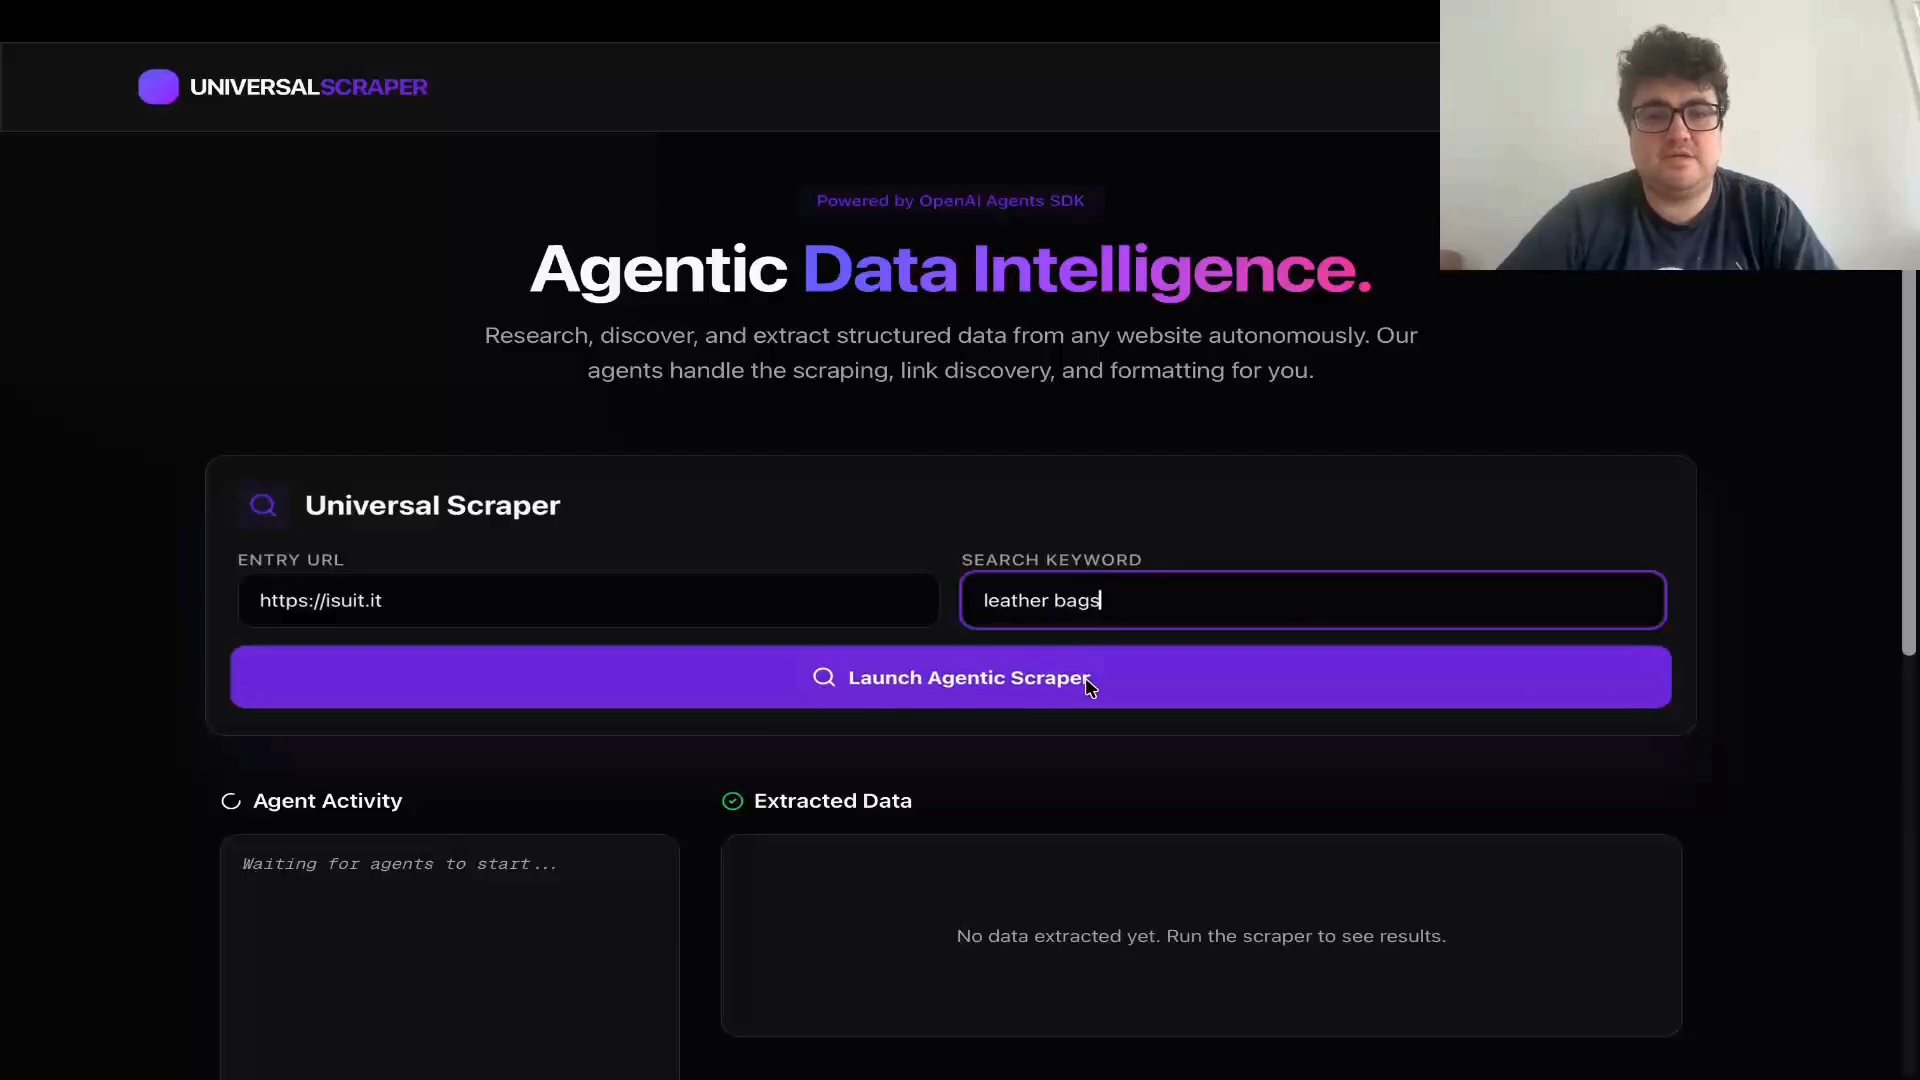 UNIVERSALSCRAPER
Powered by OpenAI Agents SDK
Agentic Data Intelligence.
Research, discover, and extract structured data from any website autonomously. Our
agents handle the scraping, link discovery, and formatting for you.
Universal Scraper
ENTRY URL
SEARCH KEYWORD
https://isuit.it
leather bags
Launch Agentic Scraper
Agent Activity
Extracted Data
Waiting for agents to start...
No data extracted yet. Run the scraper to see results.